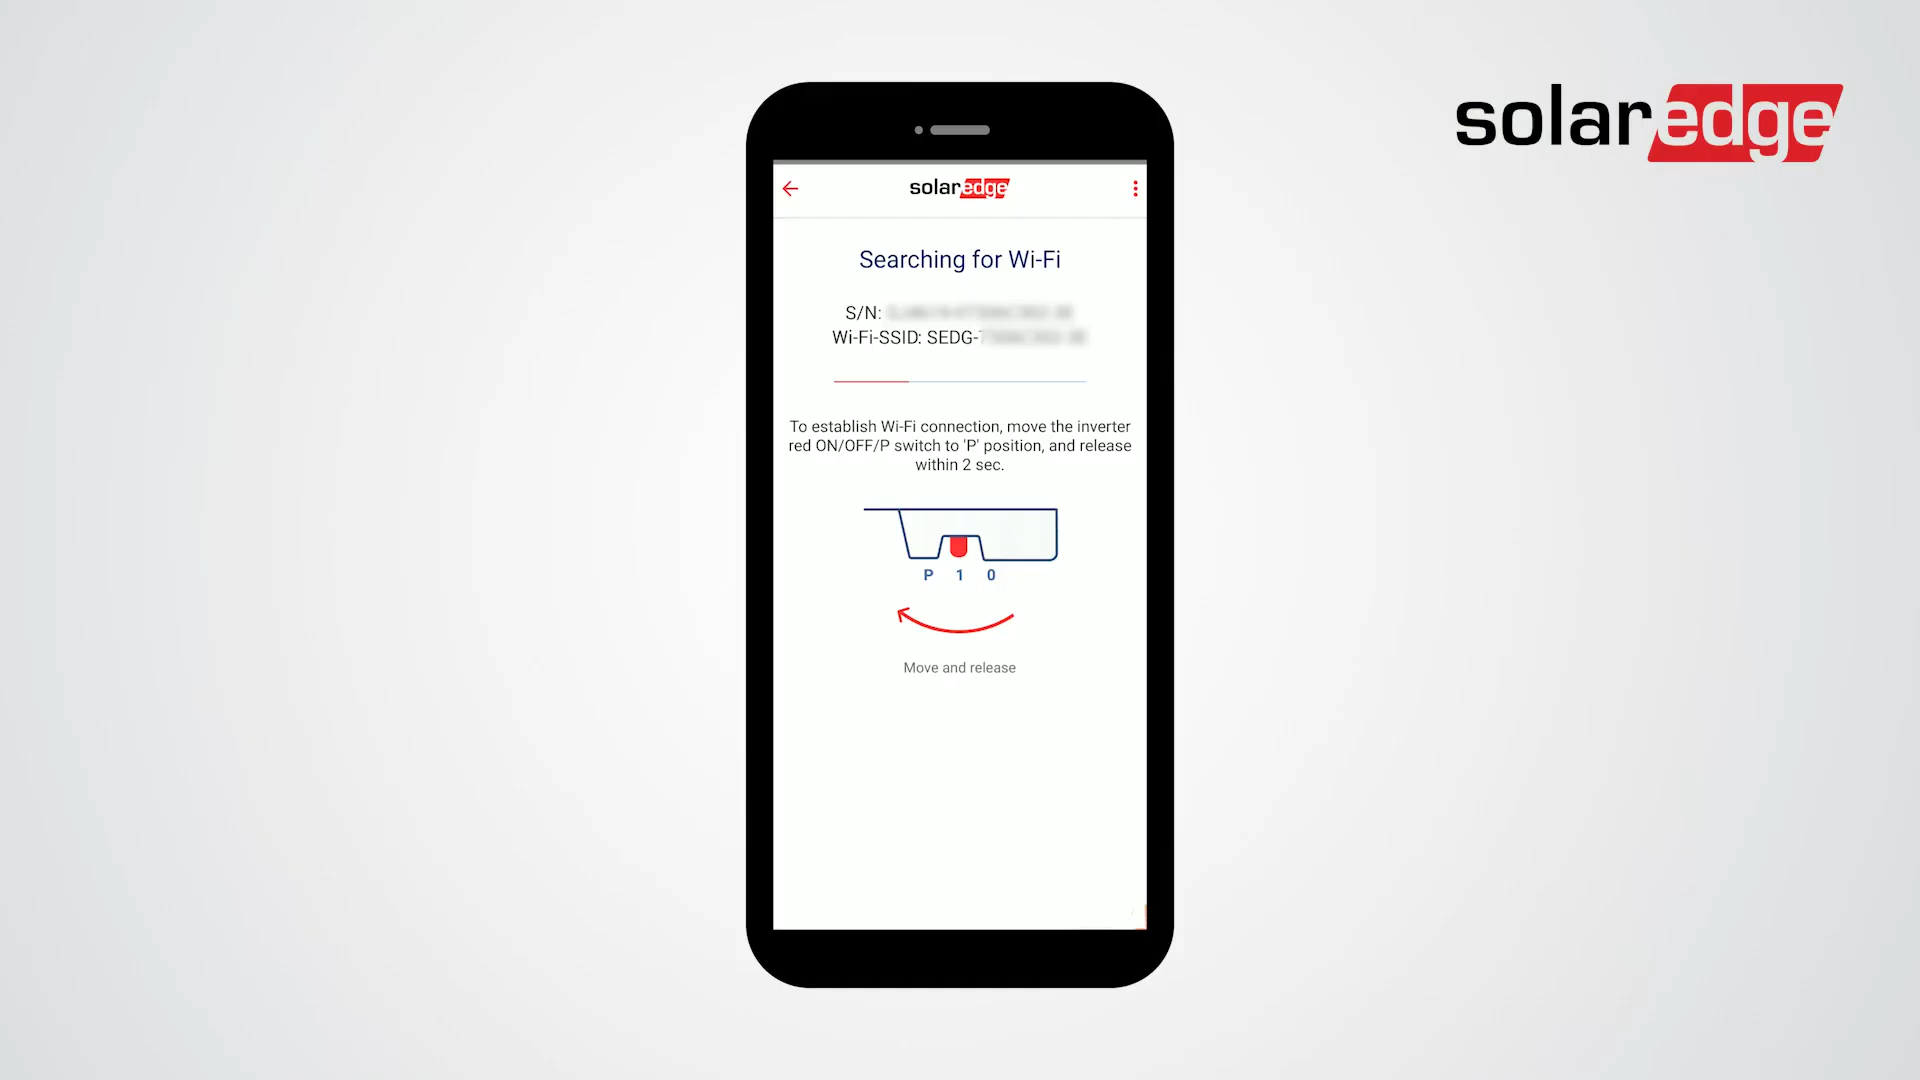 solaredge
solaredge
Searching for Wi-Fi
S/N:
Wi-Fi-SSID: SEDG-
To establish Wi-Fi connection, move the inverter
red ON/OFF/P switch to 'P' position, and release
within 2 sec.
P 1 0
Move and release